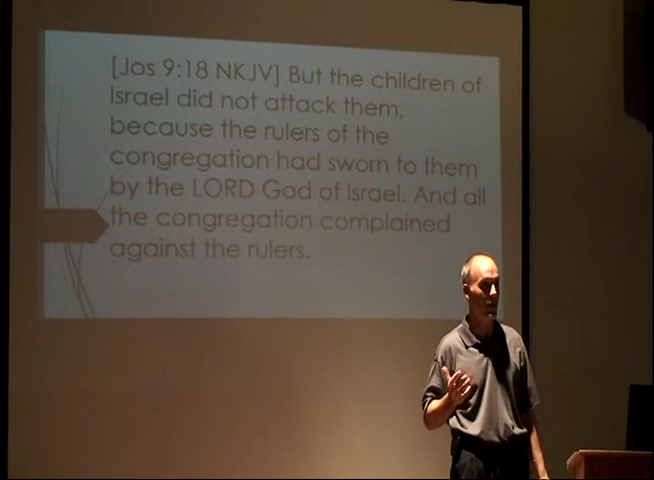 [Jos 9:18 NKJV] But the children of
Israel did not attack them,
because the rulers of the
congregation had sworn to them
by the LORD God of Israel. And all
the congregation complained
against the rulers.